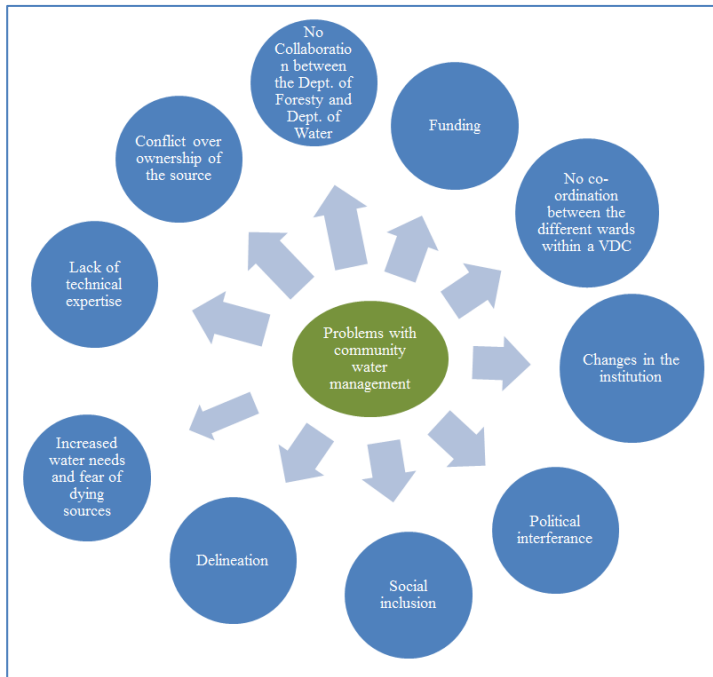 No
Collaboratio
n between
the Dept. of
Foresty and
Dept. of
Water
Funding
No co-
ordination
between the
different wards
within a VDC
Changes in the
institution
Political
interferance
Social
inclusion
Delineation
Increased
water needs
and fear of
dying
sources
Lack of
technical
expertise
Conflict over
ownership of
the source
Problems with
community
water
management